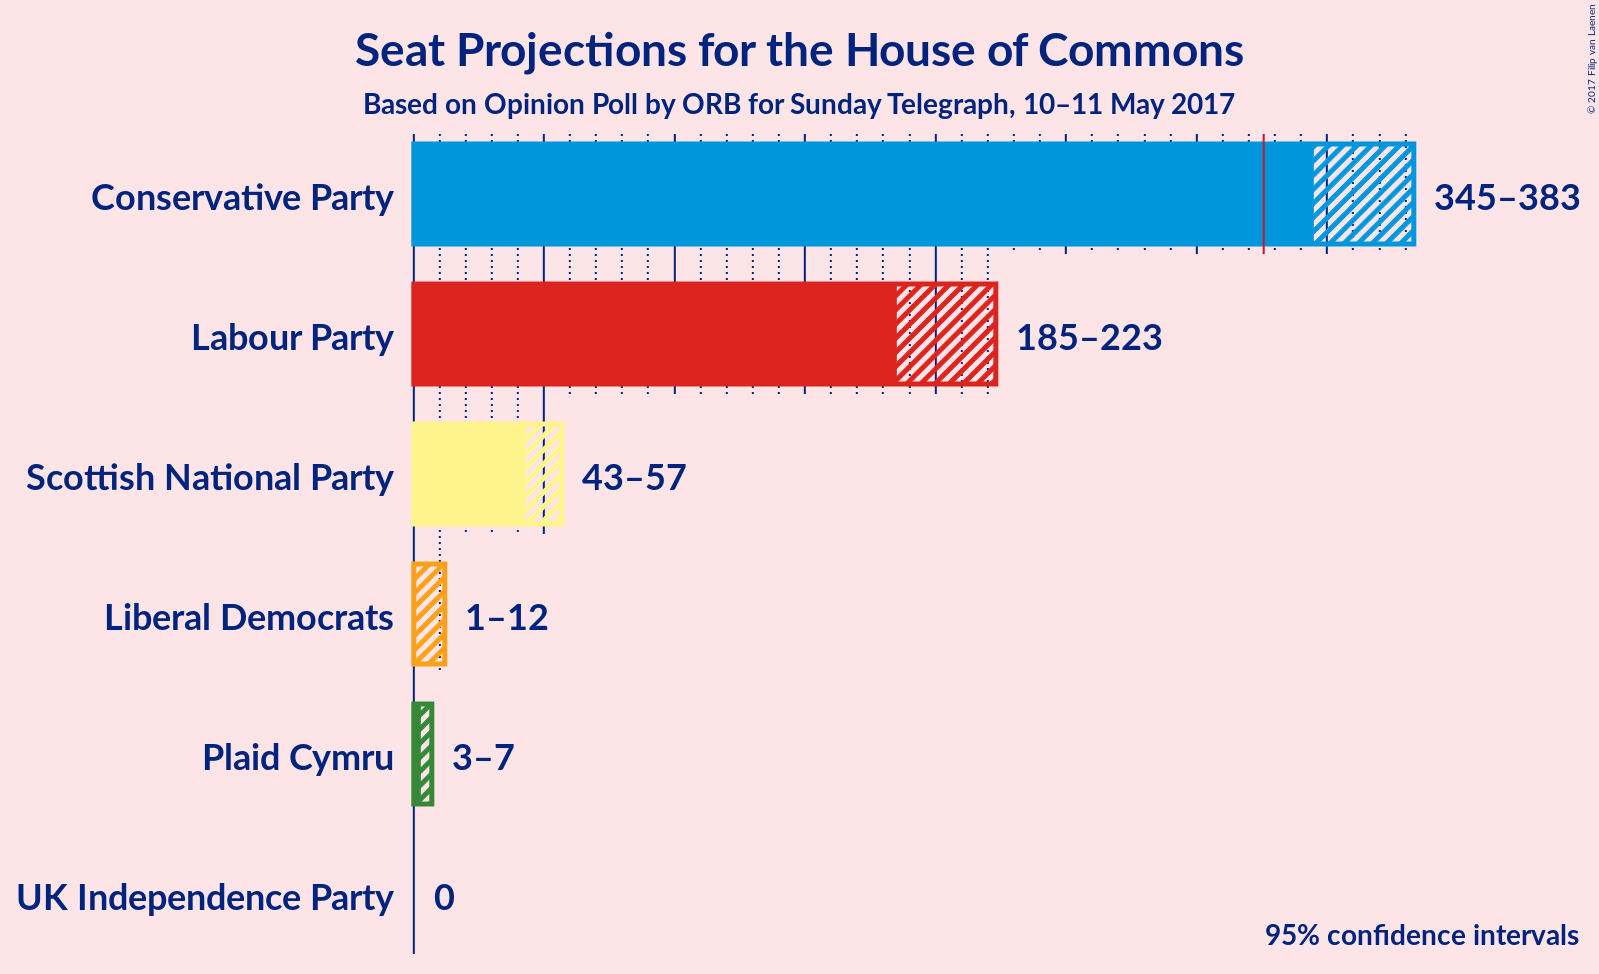 Seat Projections for the House of Commons
Based on Opinion Poll by ORB for Sunday Telegraph, 10–11 May 2017
© 2017 Filip van Laenen
Conservative Party 345–383
Labour Party 185–223
Scottish National Party 43–57
Liberal Democrats 1–12
Plaid Cymru 3–7
UK Independence Party 0
95% confidence intervals